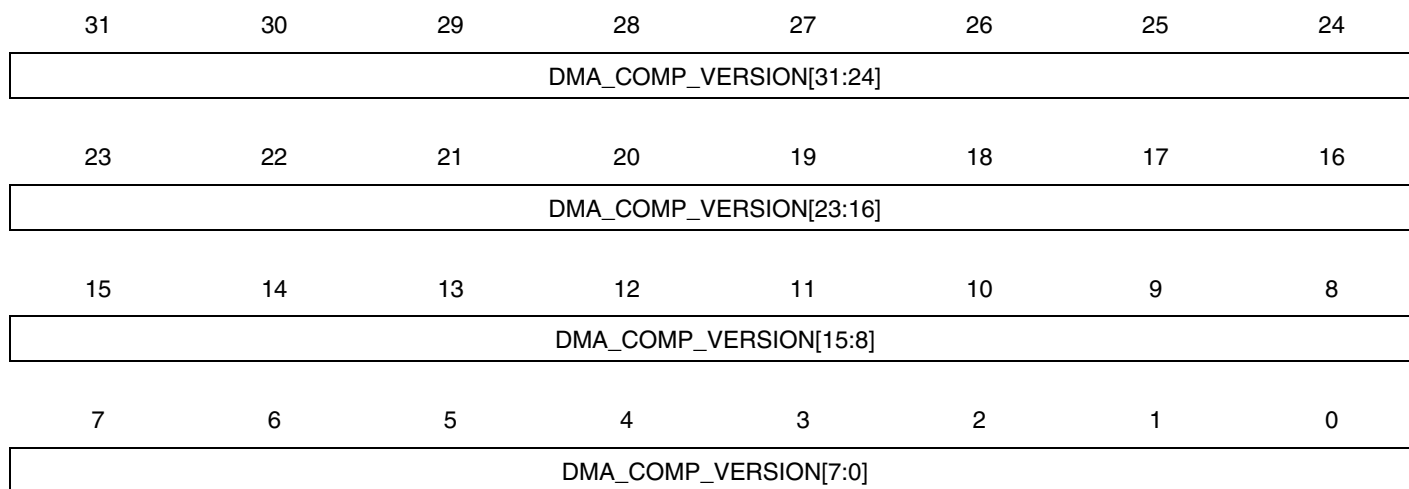 31 30 29 28 27 26 25 24
DMA_COMP_VERSION[31:24]
23 22 21 20 19 18 17 16
DMA_COMP_VERSION[23:16]
15 14 13 12 11 10 9 8
DMA_COMP_VERSION[15:8]
7 6 5 4 3 2 1 0
DMA_COMP_VERSION[7:0]